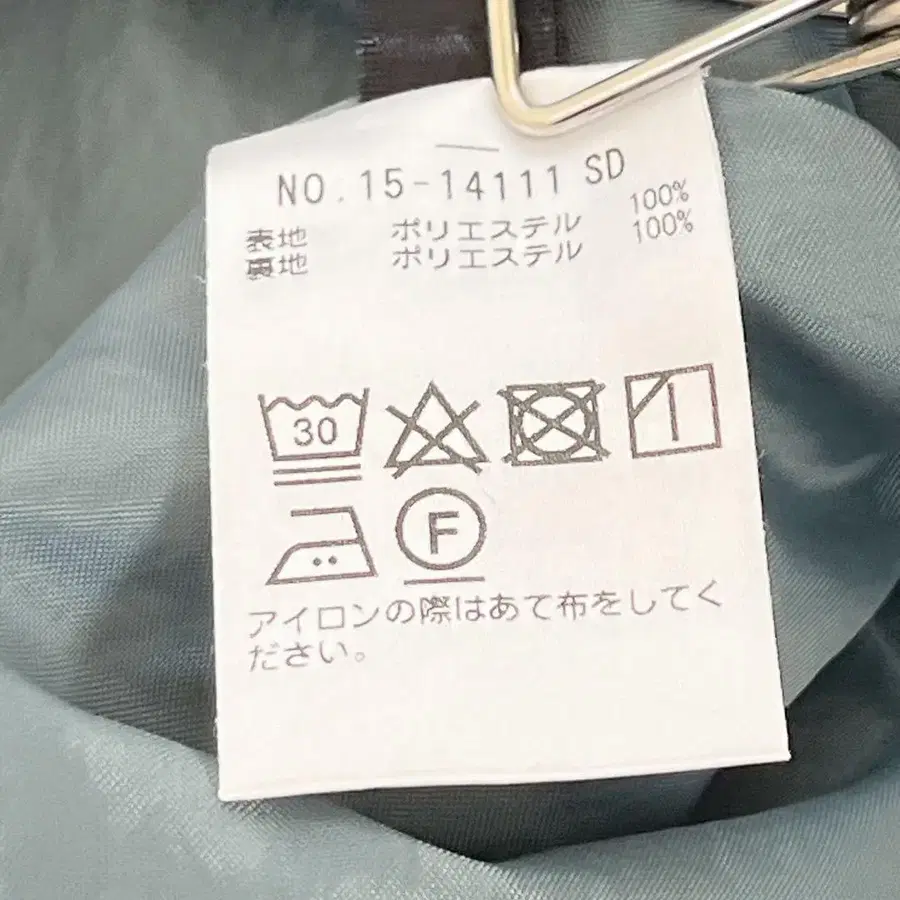 NO.15-14111 SD
表地 ポリエステル 100%
裏地 ポリエステル 100%
30
F
アイロンの際はあて布をしてく
ださい。